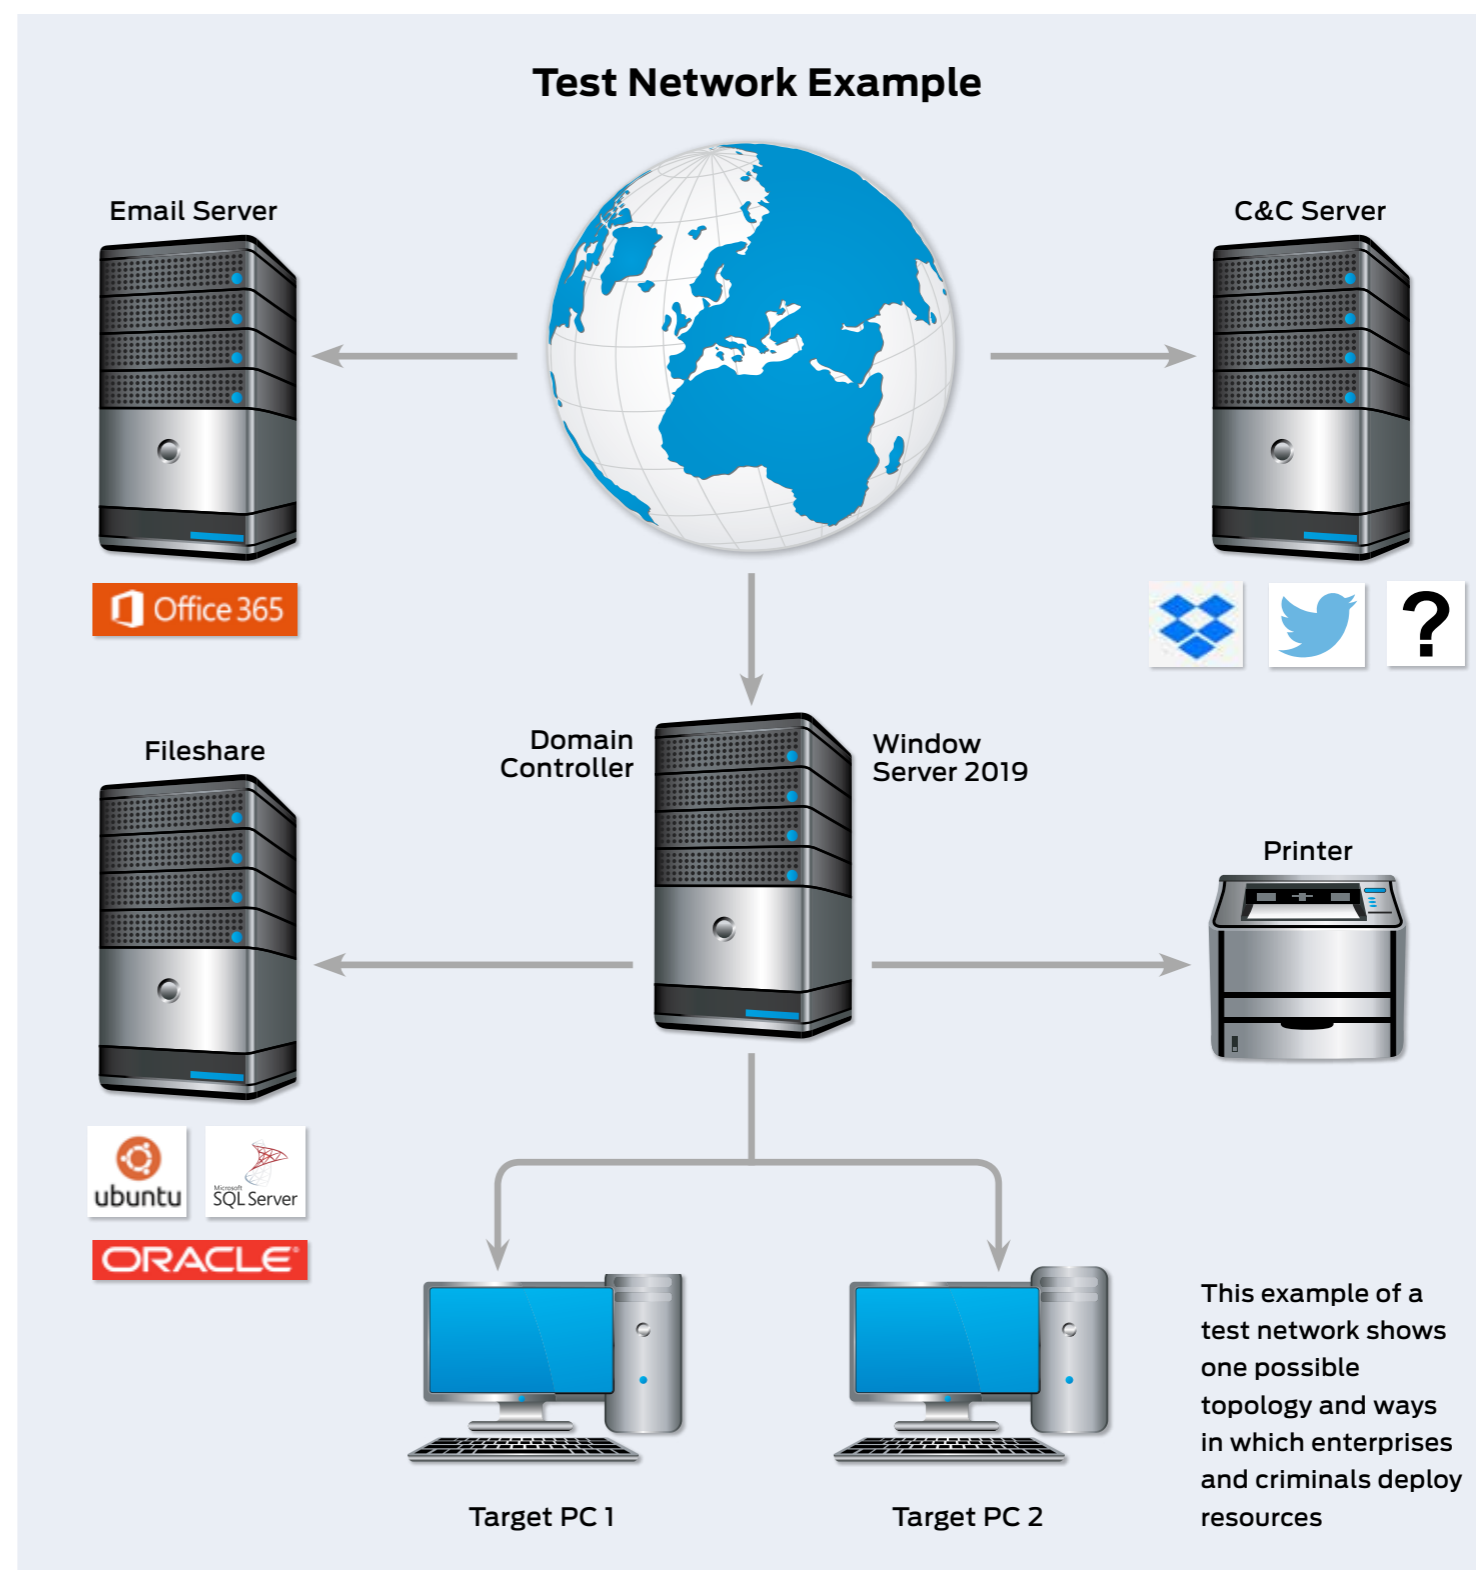 Test Network Example
Email Server
C&C Server
Office 365
?
Fileshare
Domain
Controller
Window
Server 2019
Printer
ubuntu
Microsoft
SQL Server
ORACLE®
This example of a
test network shows
one possible
topology and ways
in which enterprises
and criminals deploy
resources
Target PC 1
Target PC 2